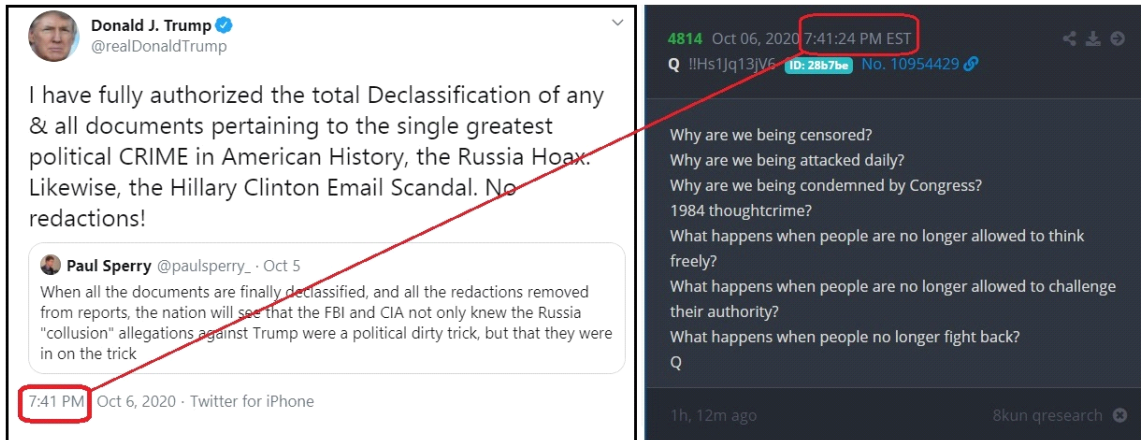 Donald J. Trump
@realDonaldTrump
I have fully authorized the total Declassification of any
& all documents pertaining to the single greatest
political CRIME in American History, the Russia Hoax.
Likewise, the Hillary Clinton Email Scandal. No
redactions!
Paul Sperry @paulsperry_ · Oct 5
When all the documents are finally declassified, and all the redactions removed
from reports, the nation will see that the FBI and CIA not only knew the Russia
"collusion" allegations against Trump were a political dirty trick, but that they were
in on the trick
7:41 PM Oct 6, 2020 · Twitter for iPhone
4814 Oct 06, 2020 7:41:24 PM EST
Q !!Hs1Jq13jV6 ID: 28b7be No. 10954429
Why are we being censored?
Why are we being attacked daily?
Why are we being condemned by Congress?
1984 thoughtcrime?
What happens when people are no longer allowed to think
freely?
What happens when people are no longer allowed to challenge
their authority?
What happens when people no longer fight back?
Q
1h, 12m ago 8kun qresearch